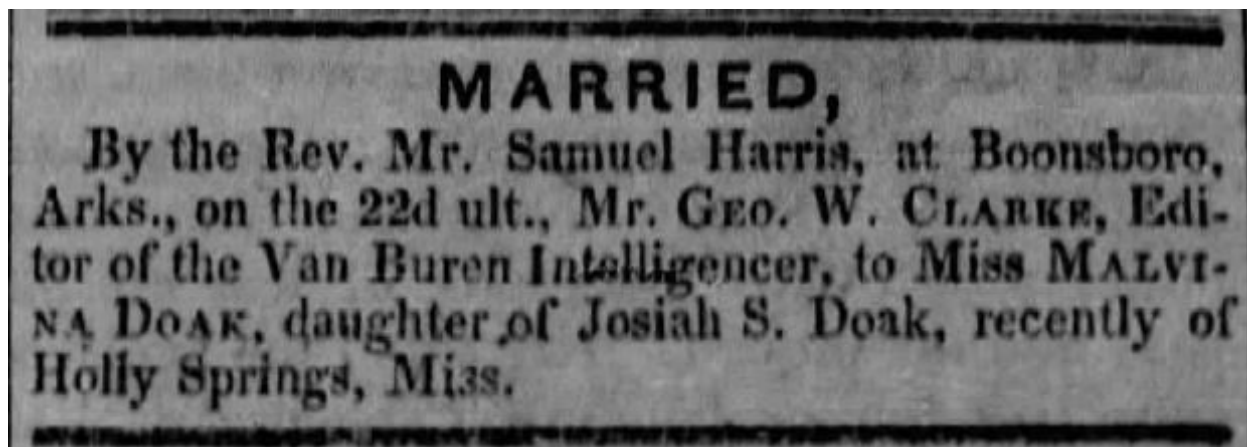 MARRIED,
By the Rev. Mr. Samuel Harris, at Boonsboro,
Arks., on the 22d ult., Mr. GEO. W. CLARKE, Edi-
tor of the Van Buren Intelligencer, to Miss MALVI-
NA DOAK, daughter of Josiah S. Doak, recently of
Holly Springs, Miss.